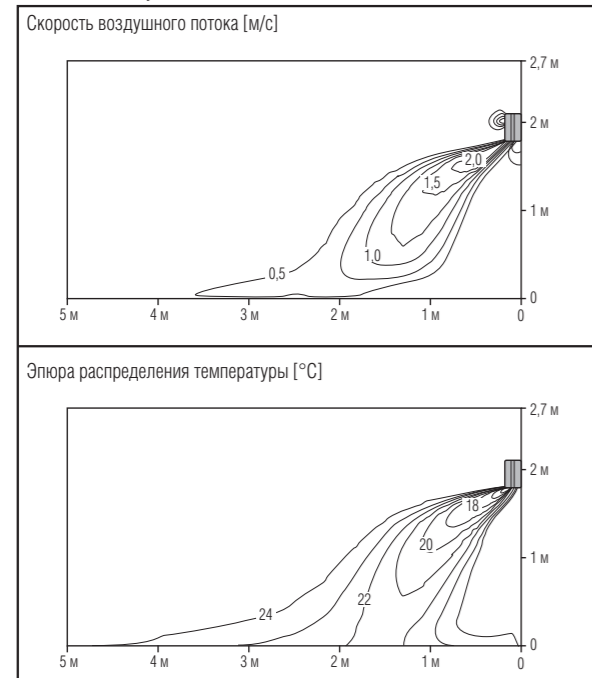 Скорость воздушного потока [м/с]
2,7 м
2 м
2,0
1,5
1 м
1,0
0,5
0
5 м 4 м 3 м 2 м 1 м 0
Эпюра распределения температуры [°C]
2,7 м
2 м
18
20
1 м
22
24
0
5 м 4 м 3 м 2 м 1 м 0